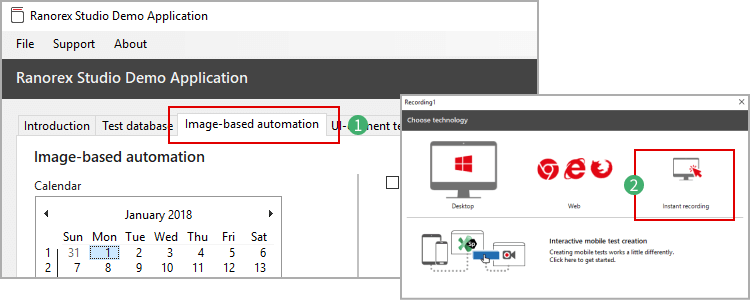 Ranorex Studio Demo Application
File Support About
Ranorex Studio Demo Application
Introduction Test database Image-based automation 1
Image-based automation
Calendar
January 2018
Sun Mon Tue Wed Thu Fri Sat
1 31 1 2 3 4 5 6
2 7 8 9 10 11 12 13
Recording1
Choose technology
2
Desktop Web Instant recording
Sp
Interactive mobile test creation
Creating mobile tests works a little differently.
Click here to get started.